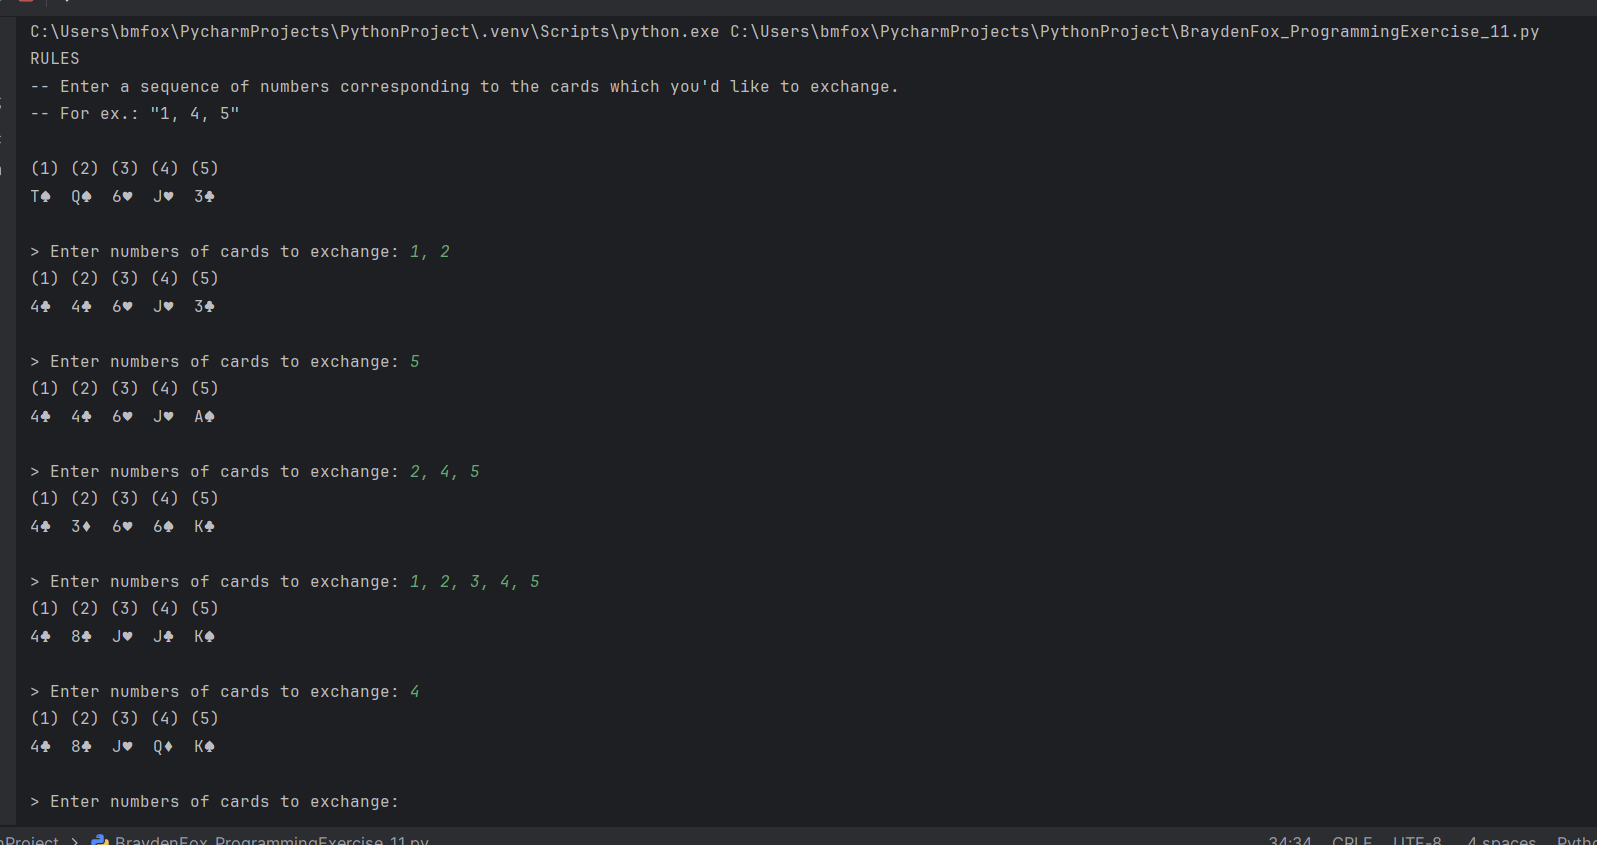 C:\Users\bmfox\PycharmProjects\PythonProject\.venv\Scripts\python.exe C:\Users\bmfox\PycharmProjects\PythonProject\BraydenFox_ProgrammingExercise_11.py
RULES
-- Enter a sequence of numbers corresponding to the cards which you'd like to exchange.
-- For ex.: "1, 4, 5"
(1) (2) (3) (4) (5)
T♠ Q♠ 6♥ J♥ 3♣
> Enter numbers of cards to exchange: 1, 2
(1) (2) (3) (4) (5)
4♣ 4♣ 6♥ J♥ 3♣
> Enter numbers of cards to exchange: 5
(1) (2) (3) (4) (5)
4♣ 4♣ 6♥ J♥ A♠
> Enter numbers of cards to exchange: 2, 4, 5
(1) (2) (3) (4) (5)
4♣ 3♦ 6♥ 6♠ K♣
> Enter numbers of cards to exchange: 1, 2, 3, 4, 5
(1) (2) (3) (4) (5)
4♣ 8♣ J♥ J♣ K♠
> Enter numbers of cards to exchange: 4
(1) (2) (3) (4) (5)
4♣ 8♣ J♥ Q♦ K♠
> Enter numbers of cards to exchange:
nProject > BraydenFox_ProgrammingExercise_11.py 34:34 CRLF UTF-8 4 spaces Pytho